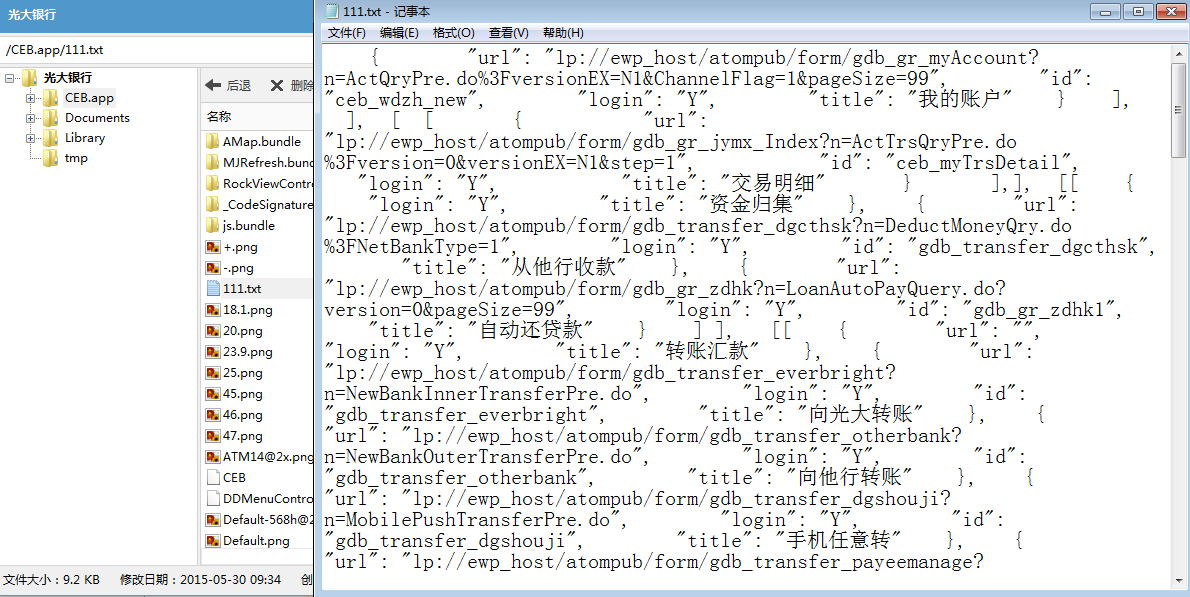 光大银行
/CEB.app/111.txt
光大银行
CEB.app
Documents
Library
tmp
后退
删除
名称
AMap.bundle
MJRefresh.bund
RockViewContr
_CodeSignature
js.bundle
+.png
-.png
111.txt
18.1.png
20.png
23.9.png
25.png
45.png
46.png
47.png
ATM14@2x.png
CEB
DDMenuContro
Default-568h@2
Default.png
文件大小：9.2 KB 修改日期：2015-05-30 09:34 创
111.txt - 记事本
文件(F) 编辑(E) 格式(O) 查看(V) 帮助(H)
{ "url": "lp://ewp_host/atompub/form/gdb_gr_myAccount?
n=ActQryPre.do%3FversionEX=N1&ChannelFlag=1&pageSize=99", "id":
"ceb_wdzh_new", "login": "Y", "title": "我的账户" } ],
], [ [ { "url":
"lp://ewp_host/atompub/form/gdb_gr_jymx_Index?n=ActTrsQryPre.do
%3Fversion=0&versionEX=N1&step=1", "id": "ceb_myTrsDetail",
"login": "Y", "title": "交易明细" } ],], [[ {
"login": "Y", "title": "资金归集" }, { "url":
"lp://ewp_host/atompub/form/gdb_transfer_dgcthsk?n=DeductMoneyQry.do
%3FNetBankType=1", "login": "Y", "id": "gdb_transfer_dgcthsk",
"title": "从他行收款" }, { "url":
"lp://ewp_host/atompub/form/gdb_gr_zdhk?n=LoanAutoPayQuery.do?
version=0&pageSize=99", "login": "Y", "id": "gdb_gr_zdhk1",
"title": "自动还贷款" } ] ], [[ { "url": "",
"login": "Y", "title": "转账汇款" }, { "url":
"lp://ewp_host/atompub/form/gdb_transfer_everbright?
n=NewBankInnerTransferPre.do", "login": "Y", "id":
"gdb_transfer_everbright", "title": "向光大转账" }, {
"url": "lp://ewp_host/atompub/form/gdb_transfer_otherbank?
n=NewBankOuterTransferPre.do", "login": "Y", "id":
"gdb_transfer_otherbank", "title": "向他行转账" }, {
"url": "lp://ewp_host/atompub/form/gdb_transfer_dgshouji?
n=MobilePushTransferPre.do", "login": "Y", "id":
"gdb_transfer_dgshouji", "title": "手机任意转" }, {
"url": "lp://ewp_host/atompub/form/gdb_transfer_payeemanage?